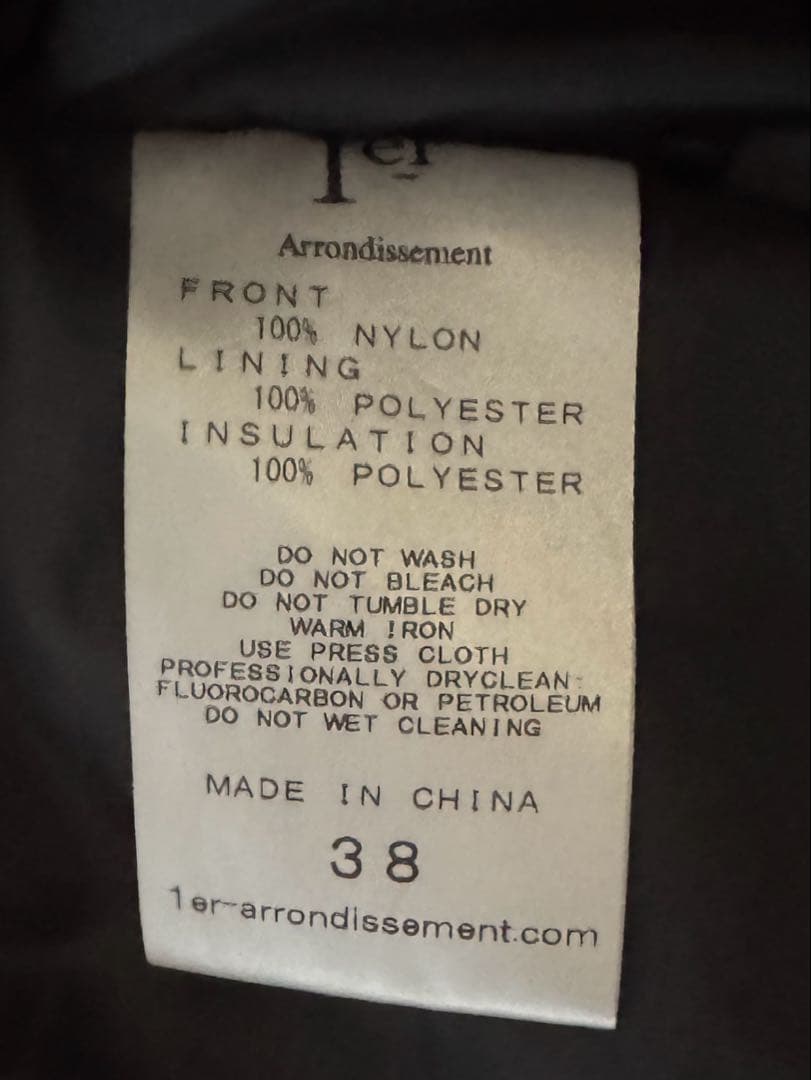 1er
Arrondissement
FRONT
100% NYLON
LINING
100% POLYESTER
INSULATION
100% POLYESTER
DO NOT WASH
DO NOT BLEACH
DO NOT TUMBLE DRY
WARM IRON
USE PRESS CLOTH
PROFESSIONALLY DRYCLEAN:
FLUOROCARBON OR PETROLEUM
DO NOT WET CLEANING
MADE IN CHINA
38
1er-arrondissement.com